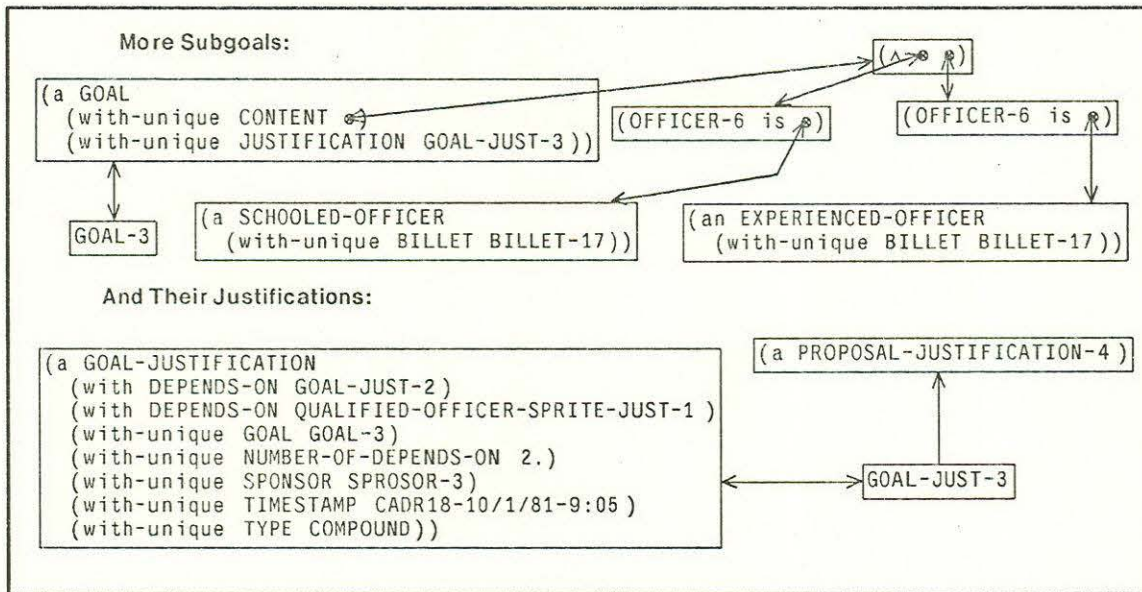 More Subgoals:
(∧ ⊗ ⊗)
(a GOAL
(with-unique CONTENT ⊗)
(with-unique JUSTIFICATION GOAL-JUST-3))
(OFFICER-6 is ⊗)
(OFFICER-6 is ⊗)
GOAL-3
(a SCHOOLED-OFFICER
(with-unique BILLET BILLET-17))
(an EXPERIENCED-OFFICER
(with-unique BILLET BILLET-17))
And Their Justifications:
(a GOAL-JUSTIFICATION
(with DEPENDS-ON GOAL-JUST-2)
(with DEPENDS-ON QUALIFIED-OFFICER-SPRITE-JUST-1)
(with-unique GOAL GOAL-3)
(with-unique NUMBER-OF-DEPENDS-ON 2.)
(with-unique SPONSOR SPROSOR-3)
(with-unique TIMESTAMP CADR18-10/1/81-9:05)
(with-unique TYPE COMPOUND))
(a PROPOSAL-JUSTIFICATION-4)
GOAL-JUST-3